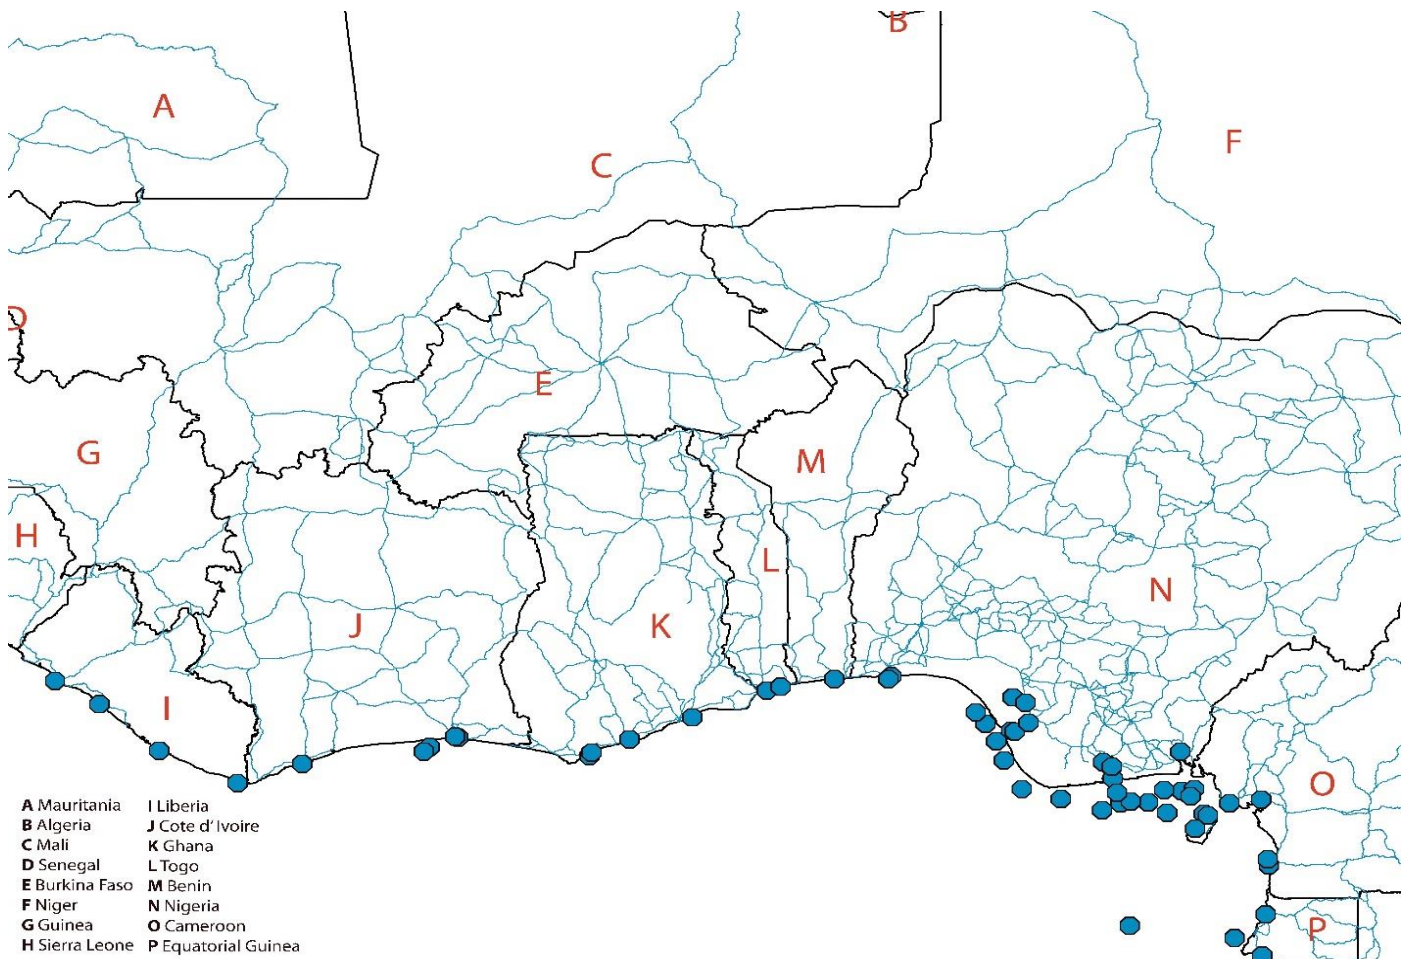 B
A
F
C
D
E
G
M
H
L
N
J
K
I
O
P
A Mauritania I Liberia
B Algeria J Cote d'Ivoire
C Mali K Ghana
D Senegal L Togo
E Burkina Faso M Benin
F Niger N Nigeria
G Guinea O Cameroon
H Sierra Leone P Equatorial Guinea